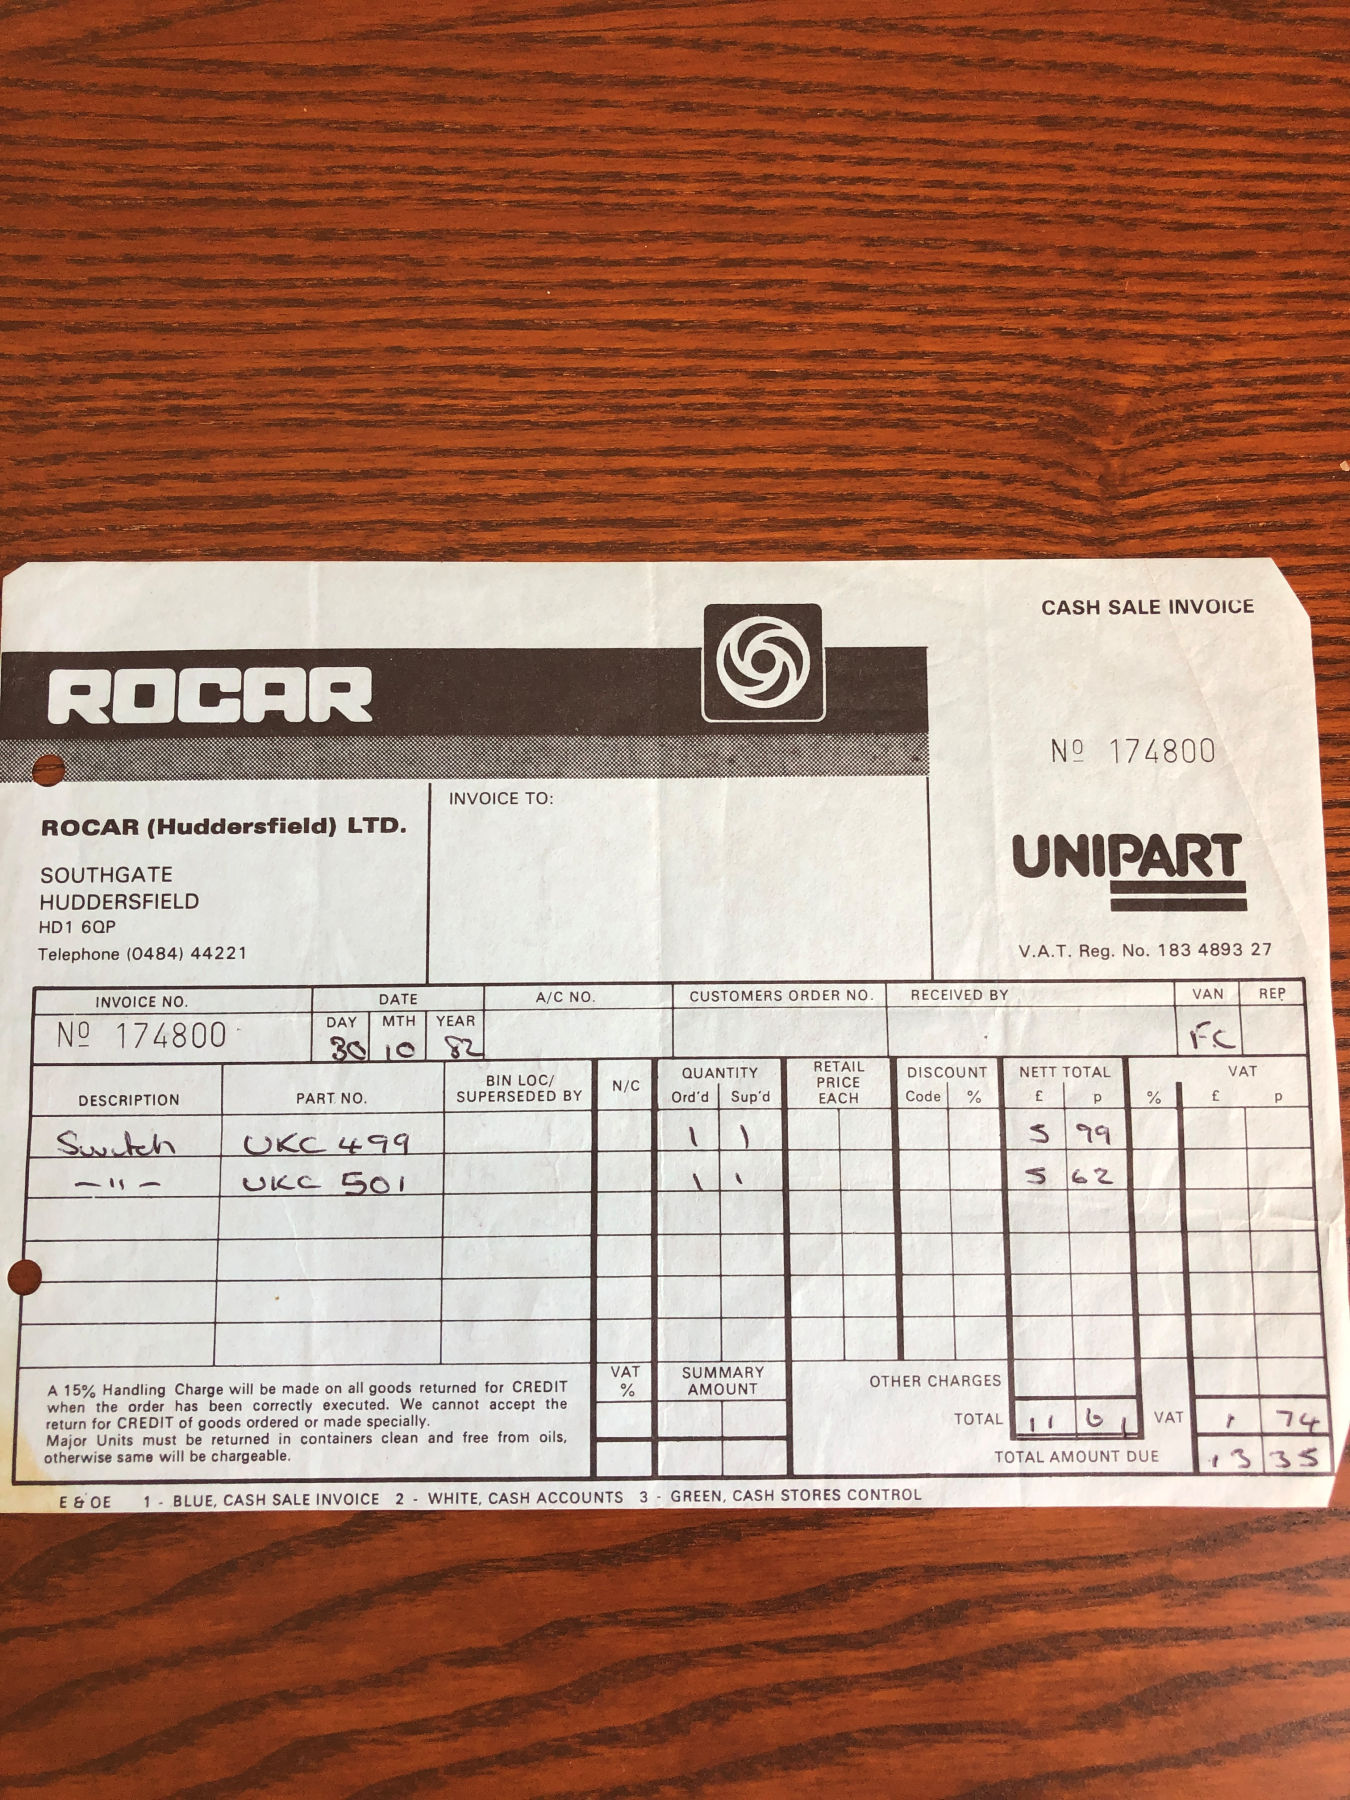 CASH SALE INVOICE
ROCAR
Nº 174800
INVOICE TO:
ROCAR (Huddersfield) LTD.
UNIPART
SOUTHGATE
HUDDERSFIELD
HD1 6QP
Telephone (0484) 44221
V.A.T. Reg. No. 183 4893 27
INVOICE NO. DATE A/C NO. CUSTOMERS ORDER NO. RECEIVED BY VAN REP
Nº 174800 DAY MTH YEAR
30 10 82 F.C
DESCRIPTION PART NO. BIN LOC/ SUPERSEDED BY N/C QUANTITY Ord'd Sup'd RETAIL PRICE EACH DISCOUNT Code % NETT TOTAL £ p % VAT £ p
Switch UKC 499 1 1 5 99
-"- UKC 501 1 1 5 62
VAT % SUMMARY AMOUNT
OTHER CHARGES
A 15% Handling Charge will be made on all goods returned for CREDIT
when the order has been correctly executed. We cannot accept the
return for CREDIT of goods ordered or made specially.
Major Units must be returned in containers clean and free from oils,
otherwise same will be chargeable.
TOTAL 11 61 VAT 1 74
TOTAL AMOUNT DUE 13 35
E & OE 1 - BLUE, CASH SALE INVOICE 2 - WHITE, CASH ACCOUNTS 3 - GREEN, CASH STORES CONTROL